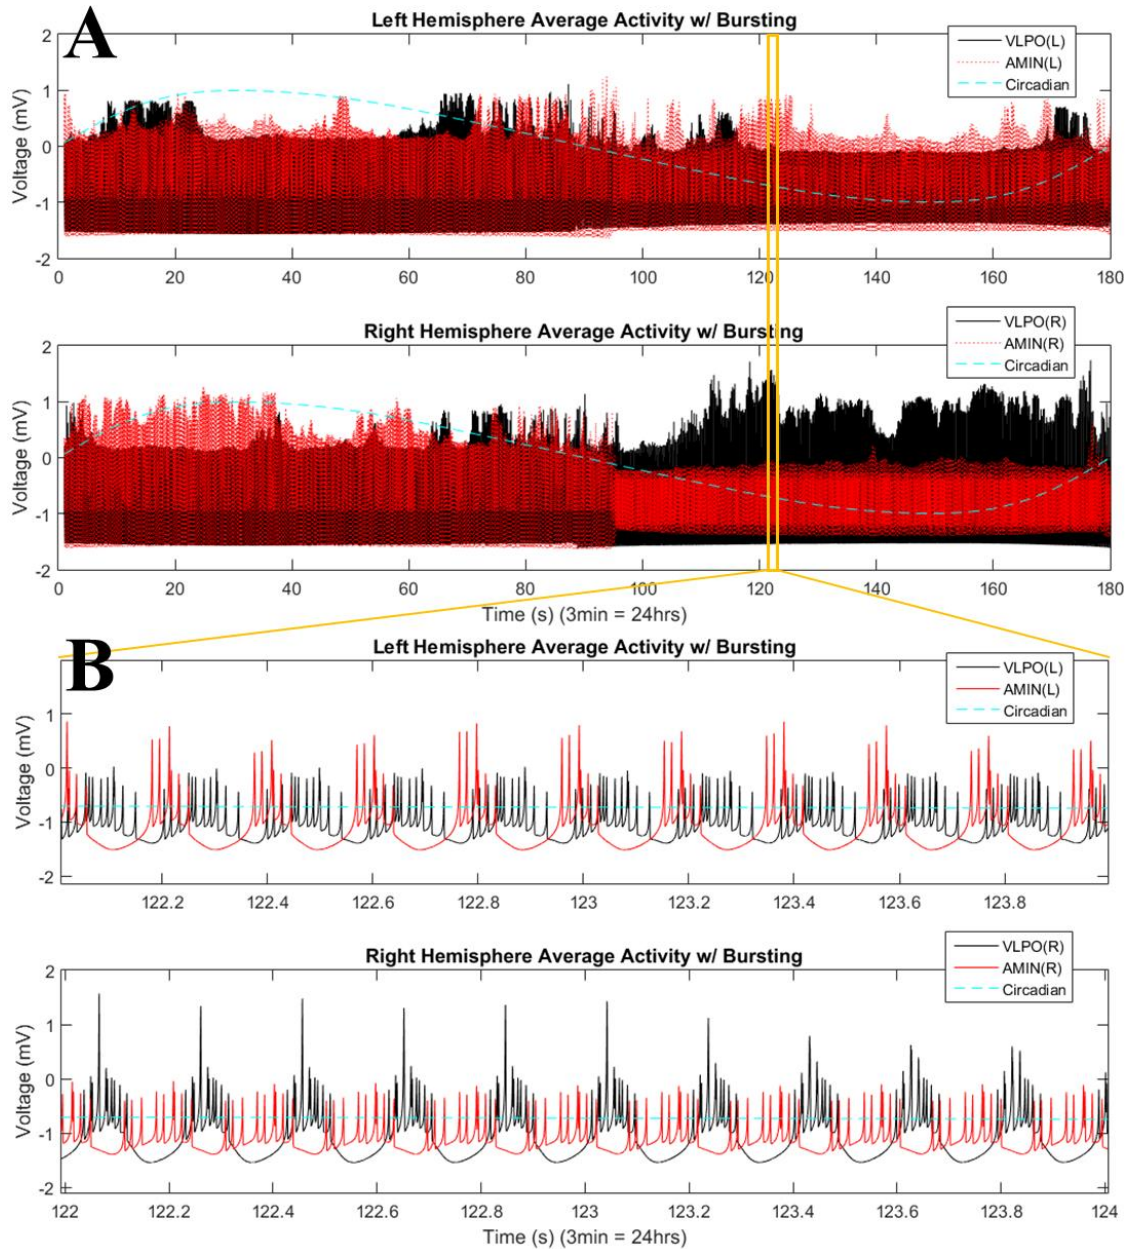 A
Left Hemisphere Average Activity w/ Bursting
VLPO(L)
AMIN(L)
Circadian
Voltage (mV)
2
1
0
-1
-2
0 20 40 60 80 100 120 140 160 180
Right Hemisphere Average Activity w/ Bursting
VLPO(R)
AMIN(R)
Circadian
Voltage (mV)
2
1
0
-1
-2
0 20 40 60 80 100 120 140 160 180
Time (s) (3min = 24hrs)
B
Left Hemisphere Average Activity w/ Bursting
VLPO(L)
AMIN(L)
Circadian
Voltage (mV)
1
0
-1
-2
122.2 122.4 122.6 122.8 123 123.2 123.4 123.6 123.8
Right Hemisphere Average Activity w/ Bursting
VLPO(R)
AMIN(R)
Circadian
Voltage (mV)
2
1
0
-1
-2
122 122.2 122.4 122.6 122.8 123 123.2 123.4 123.6 123.8 124
Time (s) (3min = 24hrs)